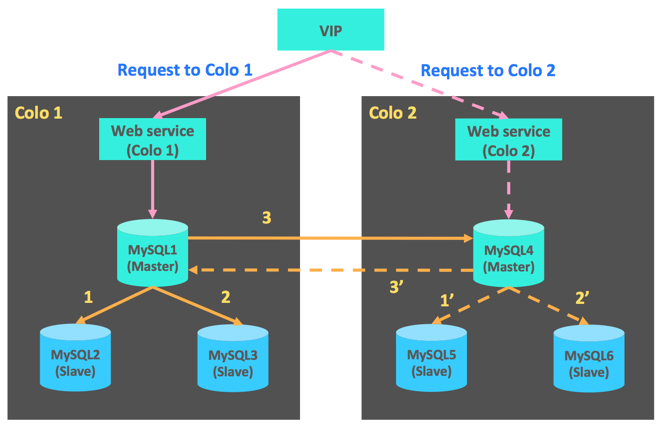 VIP
Request to Colo 1
Request to Colo 2
Colo 1
Colo 2
Web service
(Colo 1)
Web service
(Colo 2)
3
MySQL1
(Master)
MySQL4
(Master)
3’
1
2
1’
2’
MySQL2
(Slave)
MySQL3
(Slave)
MySQL5
(Slave)
MySQL6
(Slave)